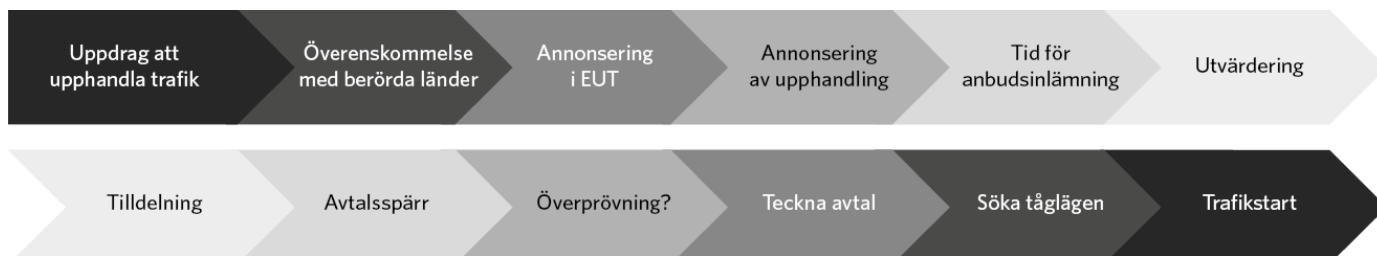 Uppdrag att
upphandla trafik
Överenskommelse
med berörda länder
Annonsering
i EUT
Annonsering
av upphandling
Tid för
anbudsinlämning
Utvärdering
Tilldelning
Avtalsspärr
Överprövning?
Teckna avtal
Söka tåglägen
Trafikstart